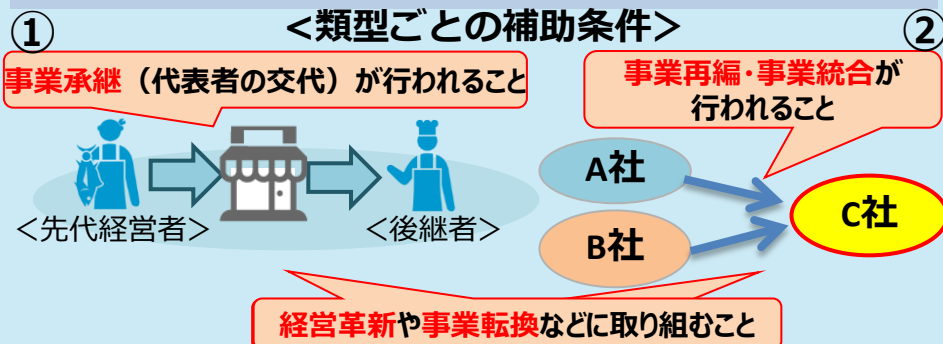 <類型ごとの補助条件>
①
②
事業承継（代表者の交代）が行われること
事業再編・事業統合が
行われること
<先代経営者>
<後継者>
A社
B社
C社
経営革新や事業転換などに取り組むこと